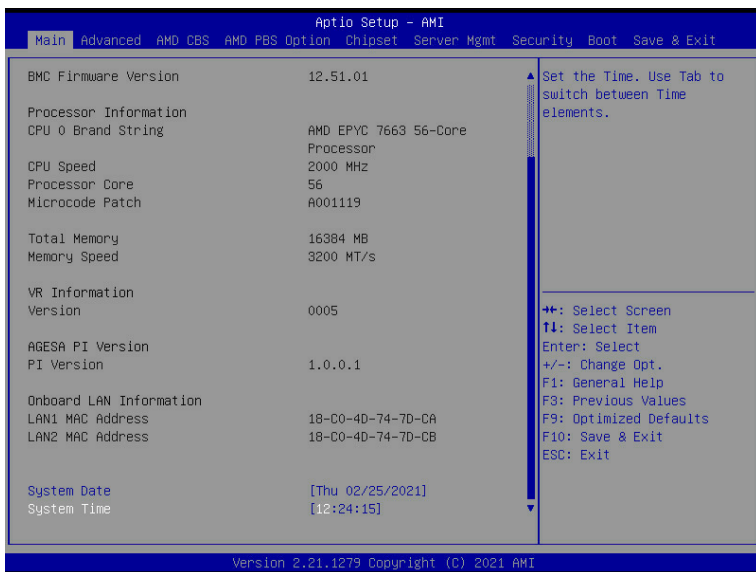 Aptio Setup - AMI
Main Advanced AMD CBS AMD PBS Option Chipset Server Mgmt Security Boot Save & Exit
BMC Firmware Version 12.51.01
Processor Information
CPU 0 Brand String AMD EPYC 7663 56-Core
Processor
CPU Speed 2000 MHz
Processor Core 56
Microcode Patch A001119
Total Memory 16384 MB
Memory Speed 3200 MT/s
VR Information
Version 0005
AGESA PI Version
PI Version 1.0.0.1
Onboard LAN Information
LAN1 MAC Address 18-C0-4D-74-7D-CA
LAN2 MAC Address 18-C0-4D-74-7D-CB
System Date [Thu 02/25/2021]
System Time [12:24:15]
Set the Time. Use Tab to
switch between Time
elements.
→←: Select Screen
↑↓: Select Item
Enter: Select
+/-: Change Opt.
F1: General Help
F3: Previous Values
F9: Optimized Defaults
F10: Save & Exit
ESC: Exit
Version 2.21.1279 Copyright (C) 2021 AMI